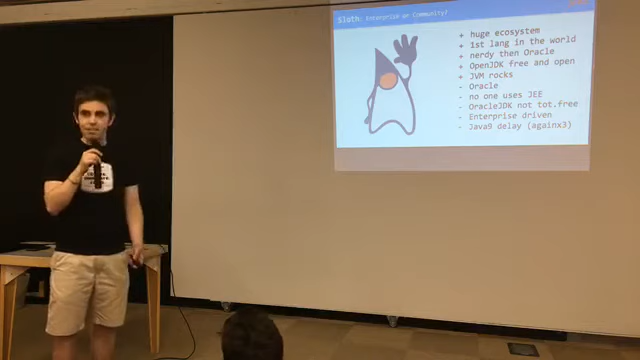 Sloth: Enterprise or Community?
+ huge ecosystem
+ 1st lang in the world
+ nerdy then Oracle
+ OpenJDK free and open
+ JVM rocks
- Oracle
- no one uses JEE
- OracleJDK not tot.free
- Enterprise driven
- Java9 delay (againx3)